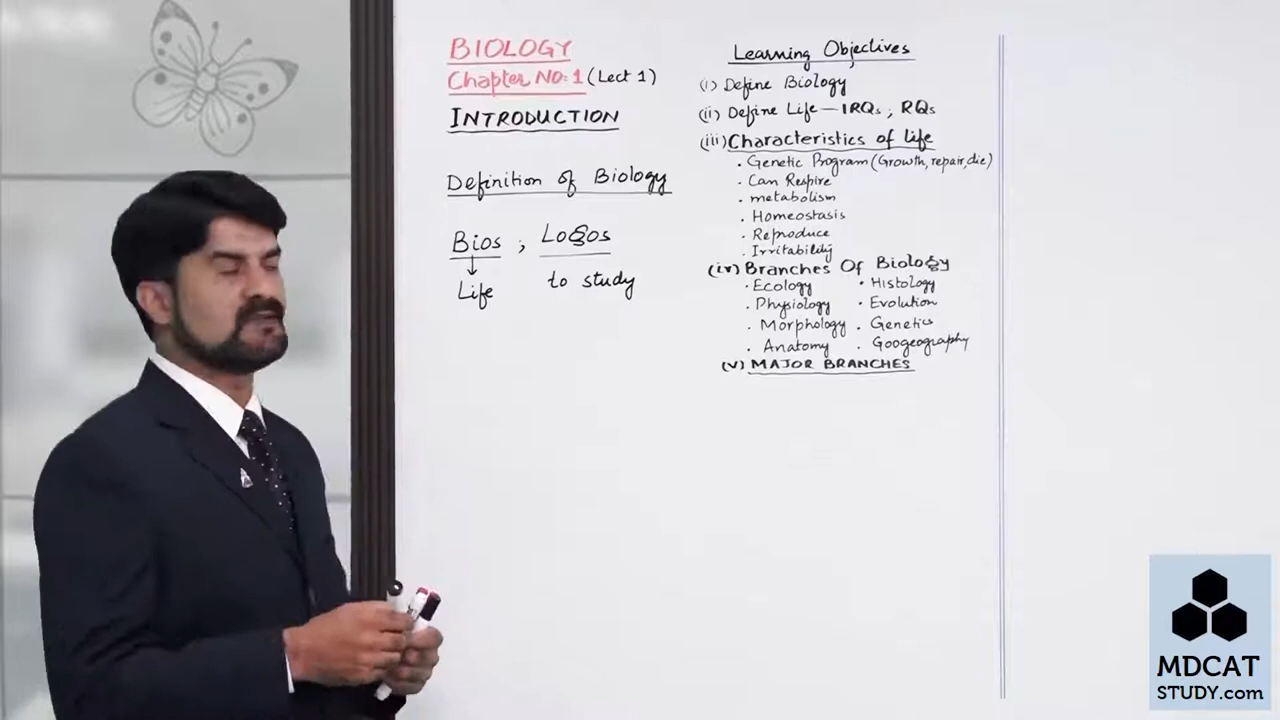 BIOLOGY
Chapter NO: 1 (Lect 1)
INTRODUCTION
Definition of Biology
Bios ; Logos
Life to study
Learning Objectives
(i) Define Biology
(ii) Define Life — IRQs, RQs
(iii) Characteristics of life
. Genetic Program (Growth, repair, die)
. Can Respire
. metabolism
. Homeostasis
. Reproduce
. Irritability
(iv) Branches Of Biology
. Ecology . Histology
. Physiology . Evolution
. Morphology . Genetics
. Anatomy . Googeography
(v) MAJOR BRANCHES
MDCAT
STUDY.com